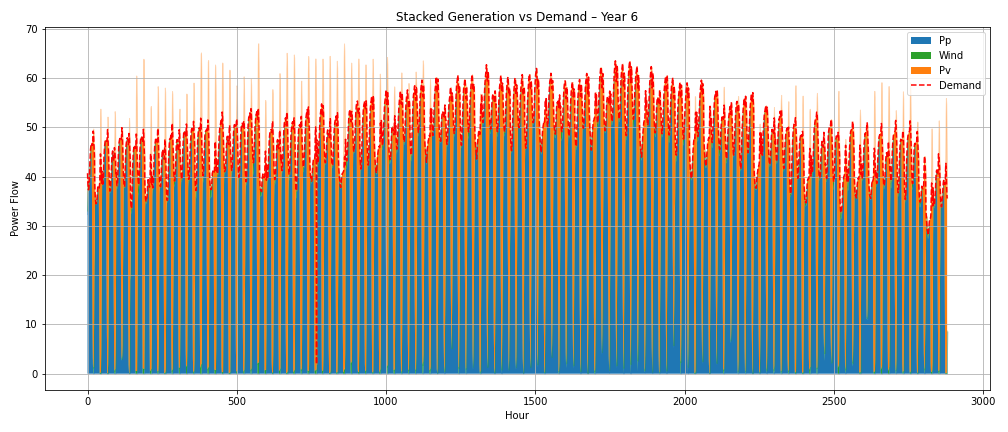 Stacked Generation vs Demand – Year 6
70
60
50
40
30
20
10
0
Power Flow
Pp
Wind
Pv
Demand
0
500
1000
1500
2000
2500
3000
Hour